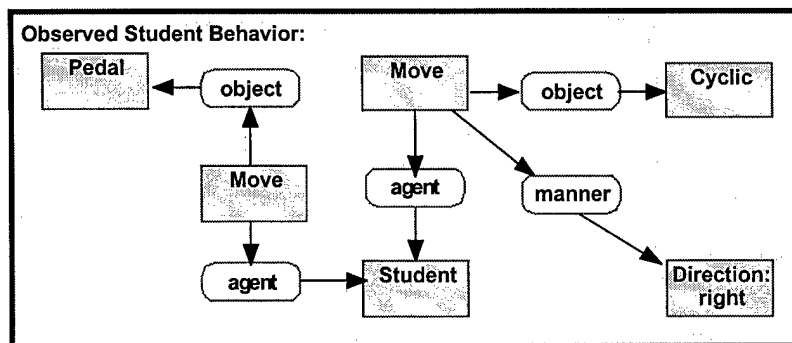 Observed Student Behavior:
Pedal
object
Move
object
Cyclic
Move
agent
manner
agent
Student
Direction:
right